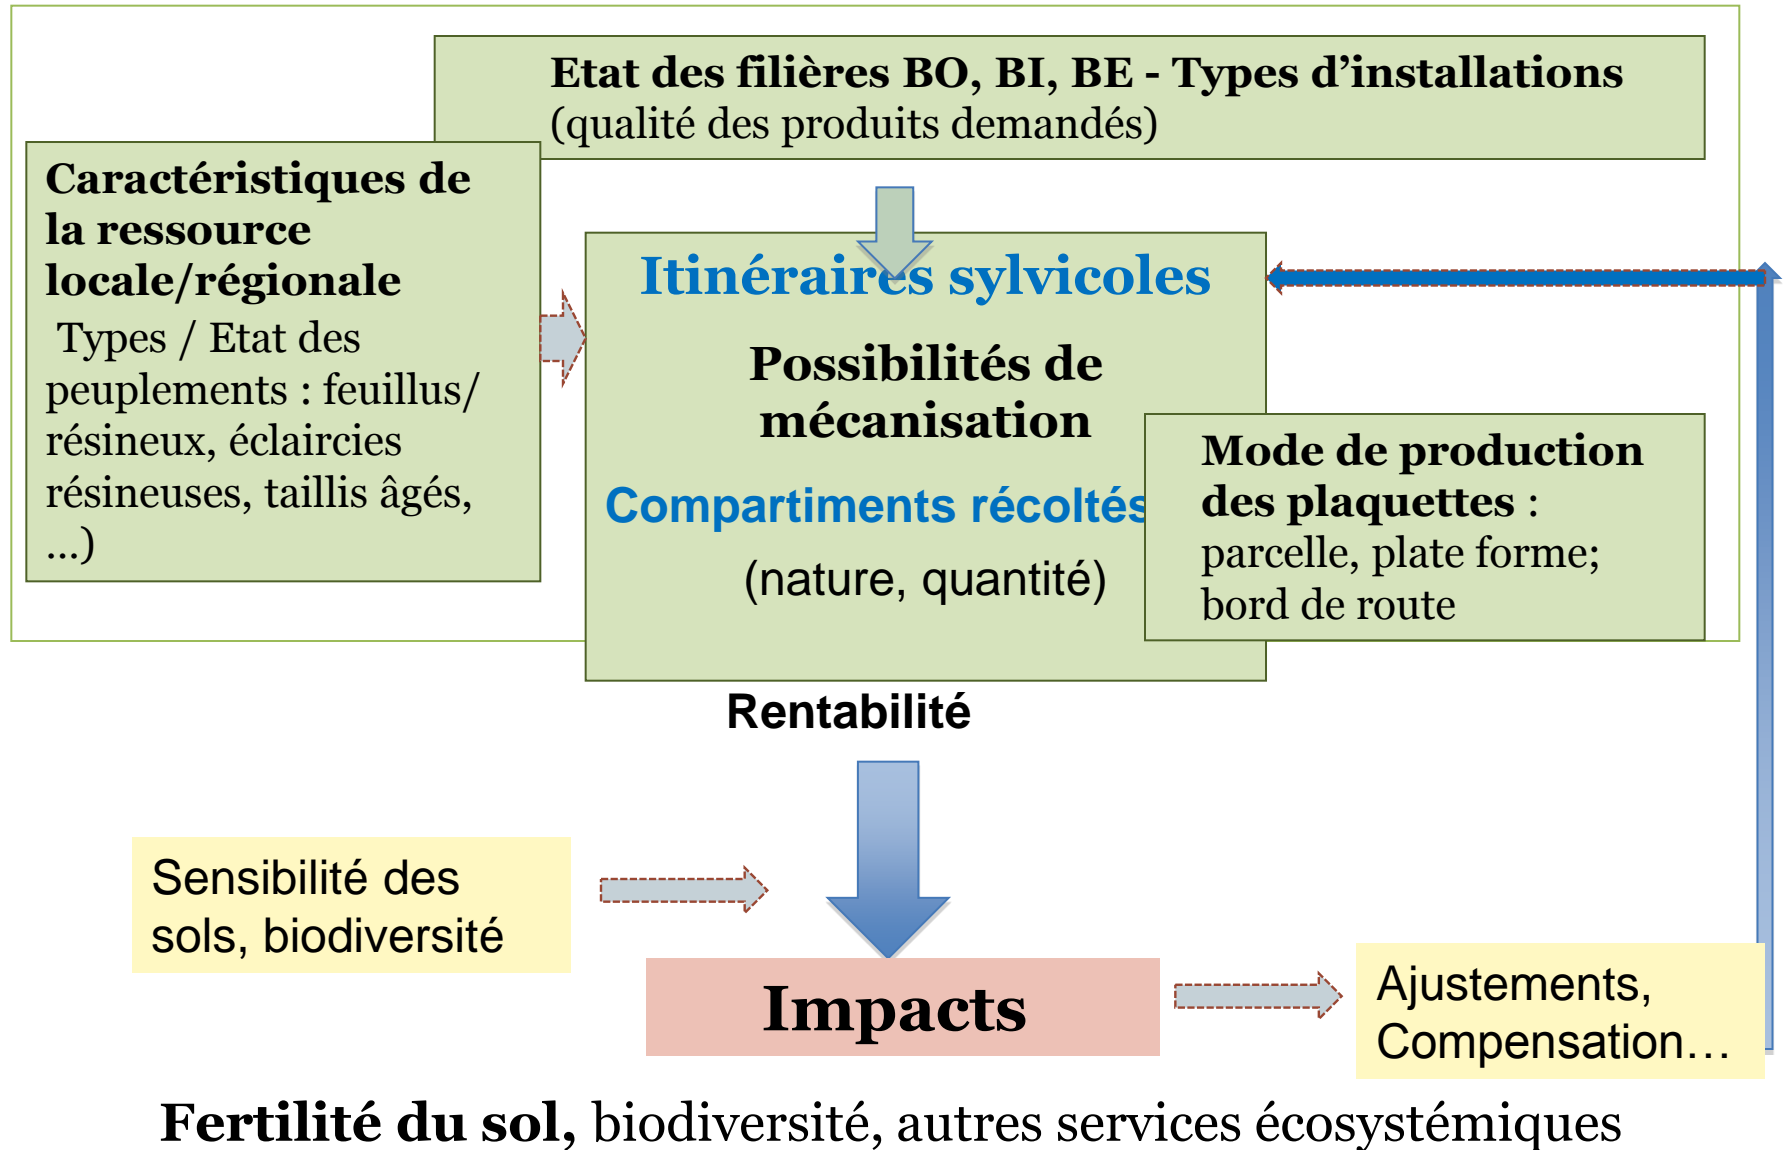 Etat des filières BO, BI, BE - Types d’installations
(qualité des produits demandés)
Caractéristiques de
la ressource
locale/régionale
Types / Etat des
peuplements : feuillus/
résineux, éclaircies
résineuses, taillis âgés,
...)
Itinéraires sylvicoles
Possibilités de
mécanisation
Compartiments récoltés
(nature, quantité)
Mode de production
des plaquettes :
parcelle, plate forme;
bord de route
Rentabilité
Sensibilité des
sols, biodiversité
Impacts
Ajustements,
Compensation…
Fertilité du sol, biodiversité, autres services écosystémiques